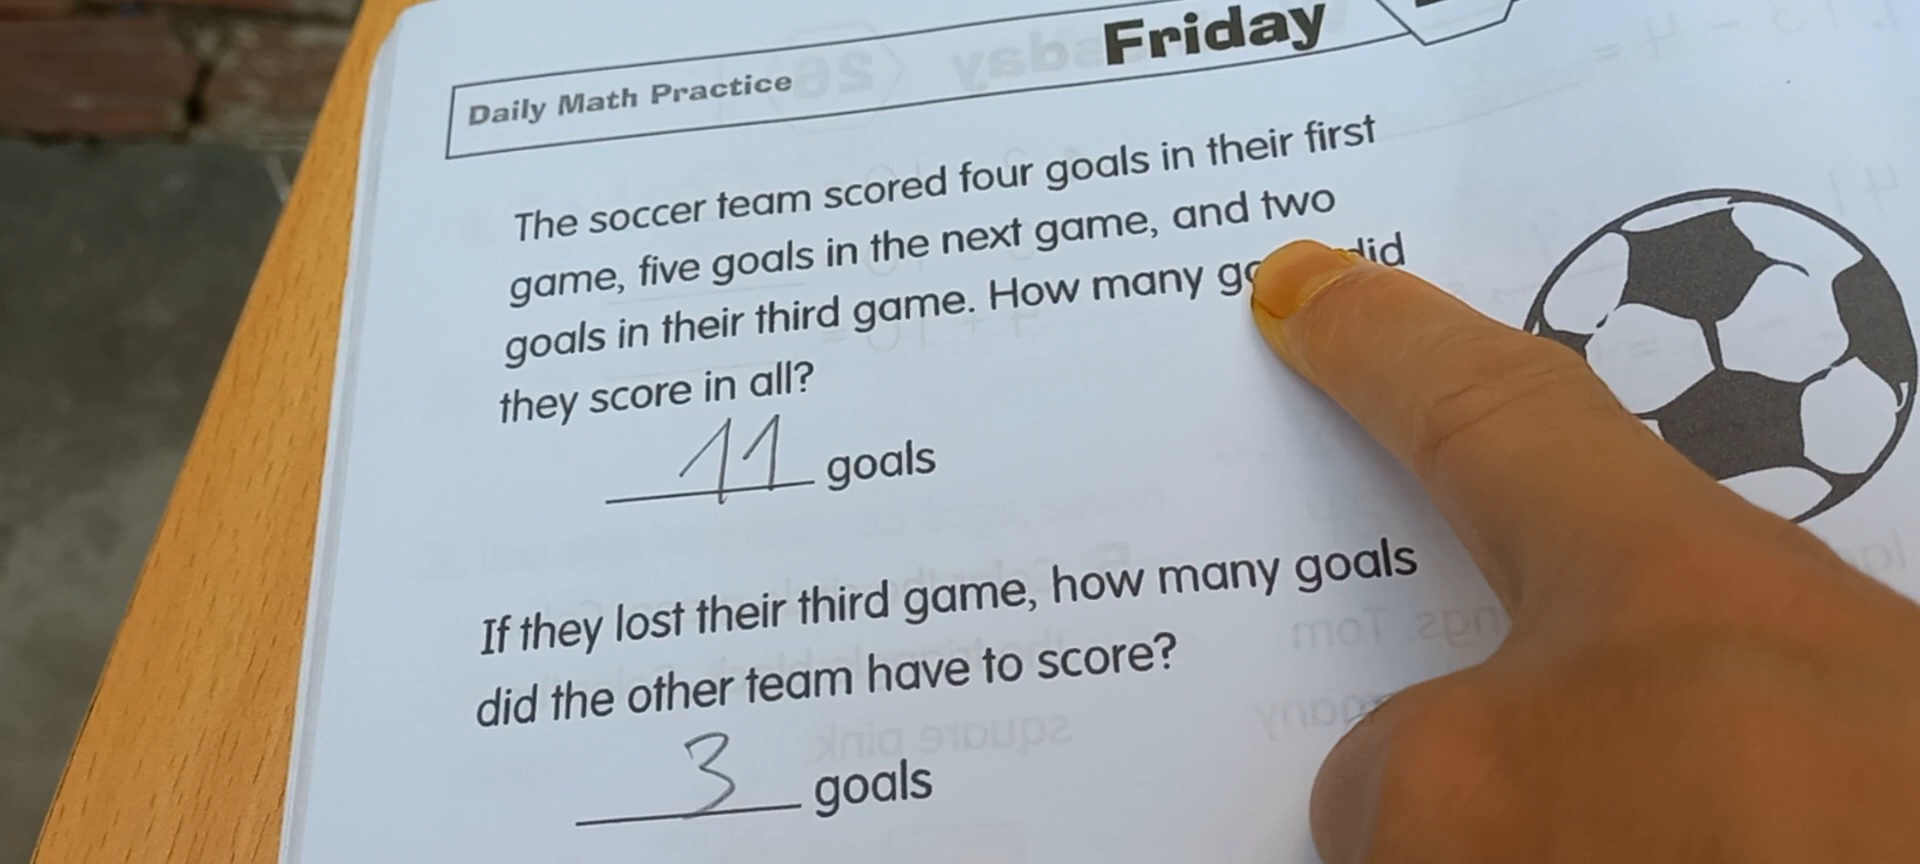 Daily Math Practice
Friday
The soccer team scored four goals in their first
game, five goals in the next game, and two
goals in their third game. How many did
they score in all?
11 goals
If they lost their third game, how many goals
did the other team have to score?
3 goals